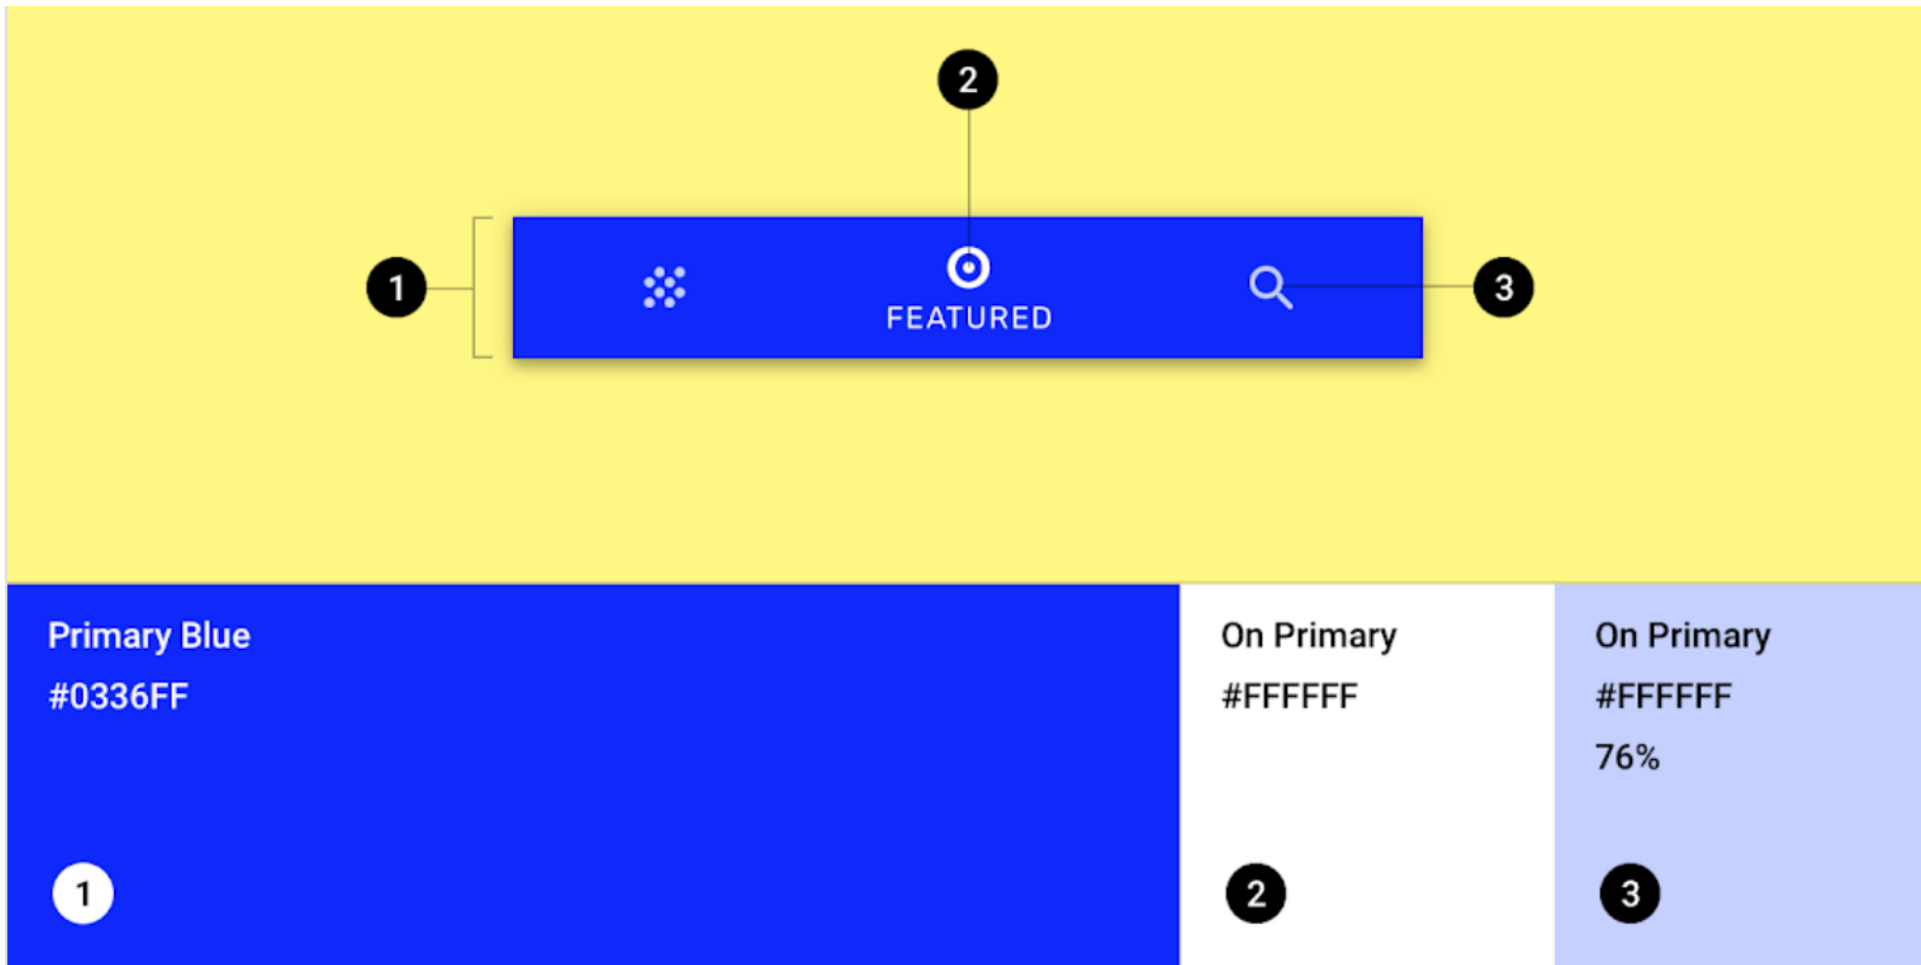 2
1
FEATURED
3
Primary Blue
#0336FF
1
On Primary
#FFFFFF
2
On Primary
#FFFFFF
76%
3